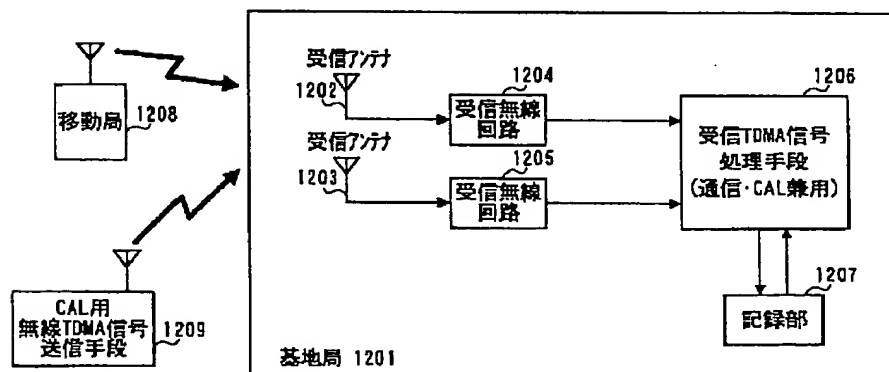 移動局
1208
CAL用
無線TDMA信号
送信手段
1209
受信アンテナ
1202
受信アンテナ
1203
1204
受信無線
回路
1205
受信無線
回路
1206
受信TDMA信号
処理手段
(通信・CAL兼用)
1207
記録部
基地局 1201